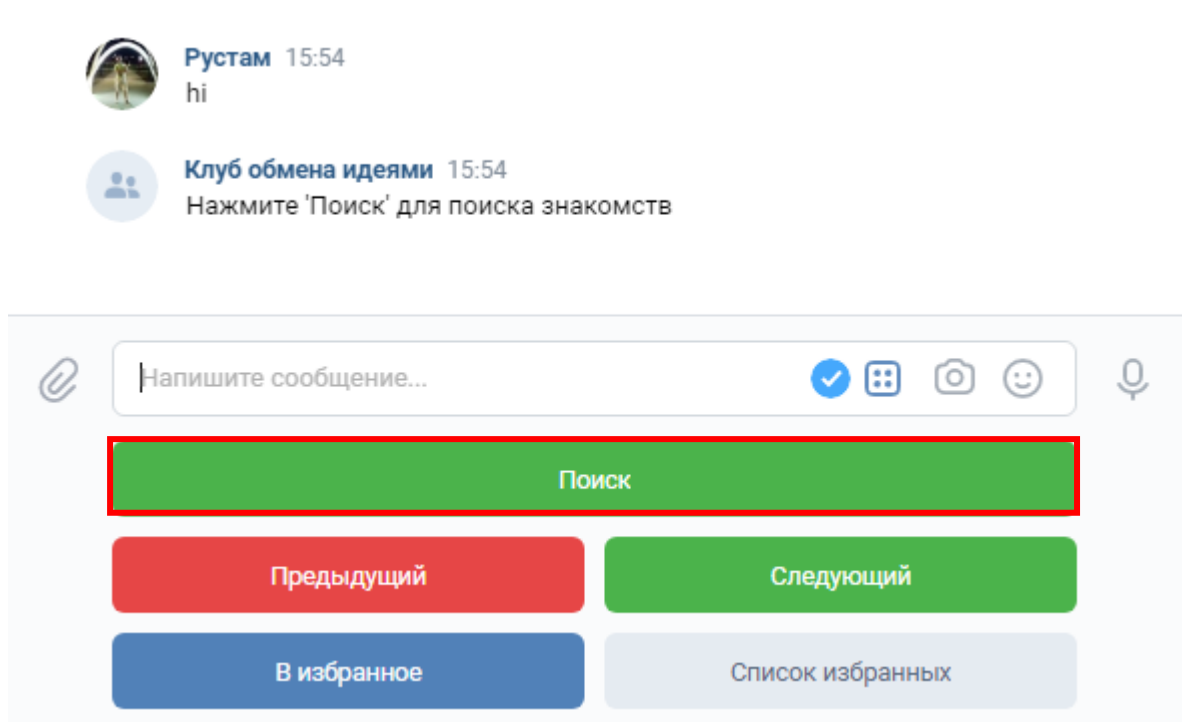 Рустам 15:54
hi
Клуб обмена идеями 15:54
Нажмите 'Поиск' для поиска знакомств
Напишите сообщение...
Поиск
Предыдущий Следующий
В избранное Список избранных